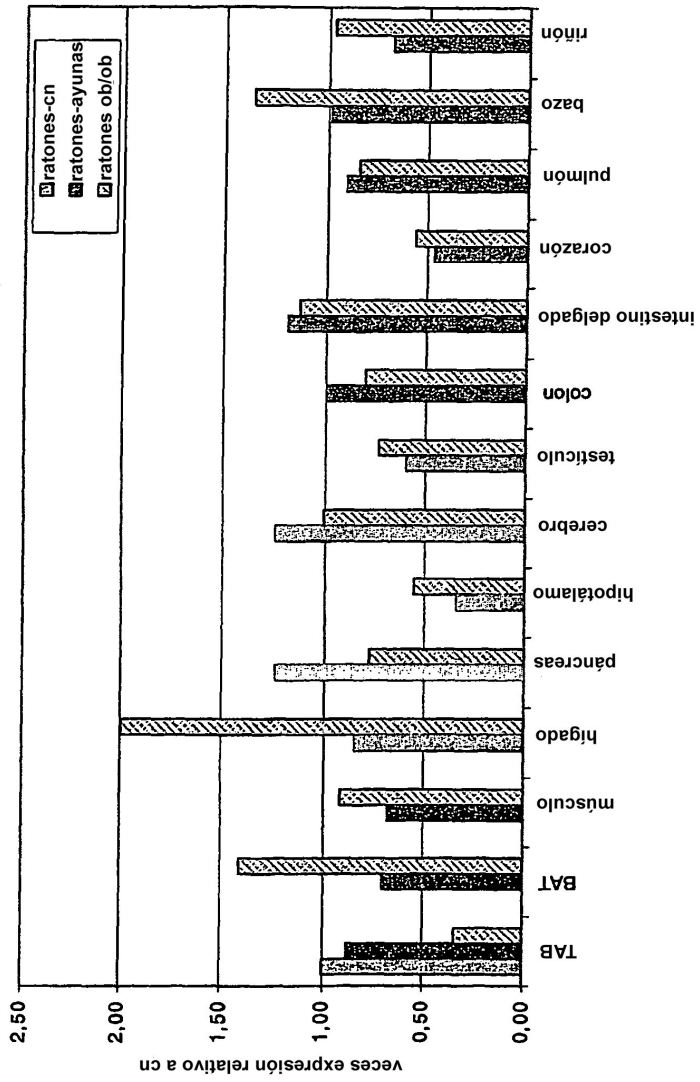 ratones-cn
ratones-ayunas
ratones ob/ob
veces expresión relativo a cn
2,50
2,00
1,50
1,00
0,50
0,00
TAB
BAT
músculo
hígado
páncreas
hipotálamo
cerebro
testículo
colon
intestino delgado
corazón
pulmón
bazo
riñón